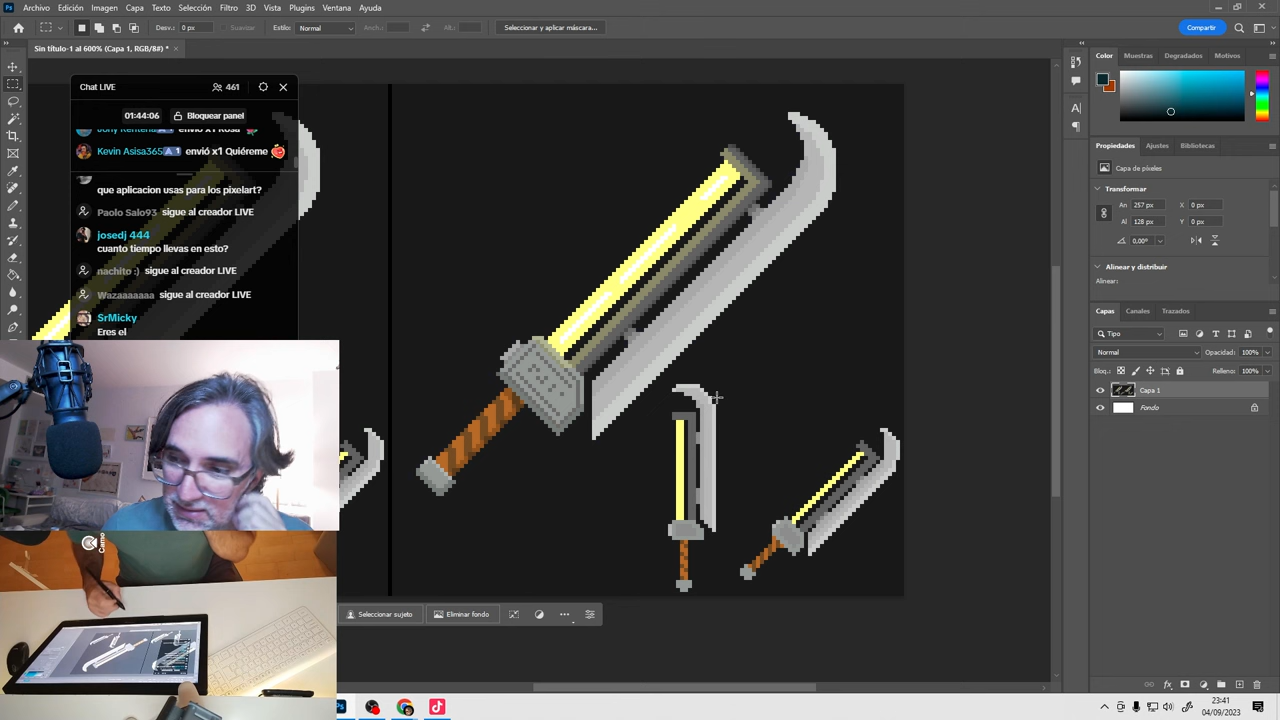 Archivo Edición Imagen Capa Texto Selección Filtro 3D Vista Plugins Ventana Ayuda
Desv.: 0 px Suavizar Estilo: Normal Anch.: Alt.: Seleccionar y aplicar máscara... Compartir
Sin título-1 al 600% (Capa 1, RGB/8#) *
Chat LIVE 461
01:44:06 Bloquear panel
Kevin Asisa365 A 1 envió x1 Quiéreme
que aplicacion usas para los pixelart?
Paolo Salo93 sigue al creador LIVE
josedj 444
cuanto tiempo llevas en esto?
nachito :) sigue al creador LIVE
Wazaaaaaaa sigue al creador LIVE
SrMicky
Eres el
Camo
Seleccionar sujeto Eliminar fondo
Color Muestras Degradados Motivos
Propiedades Ajustes Bibliotecas
Capa de píxeles
Transformar
An 257 px X 0 px
Al 128 px Y 0 px
0,00°
Alinear y distribuir
Alinear:
Capas Canales Trazados
Tipo
Normal Opacidad: 100%
Bloq.: Relleno: 100%
Capa 1
Fondo
23:41
04/09/2023